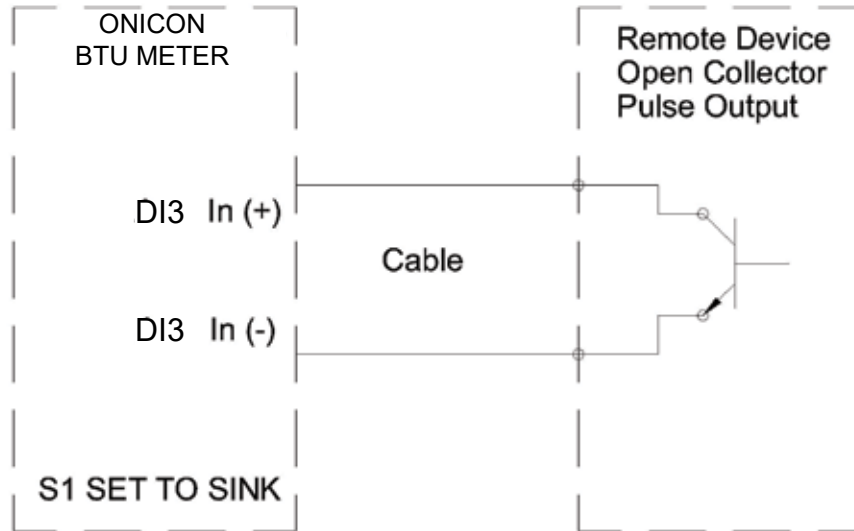 ONICON
BTU METER
Remote Device
Open Collector
Pulse Output
DI3 In (+)
Cable
DI3 In (-)
S1 SET TO SINK